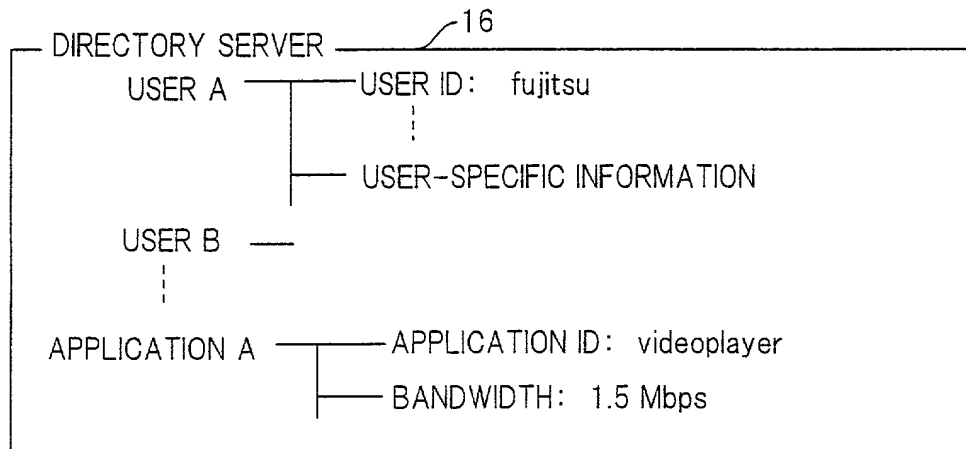 16
DIRECTORY SERVER
USER A USER ID: fujitsu
USER-SPECIFIC INFORMATION
USER B
APPLICATION A APPLICATION ID: videoplayer
BANDWIDTH: 1.5 Mbps